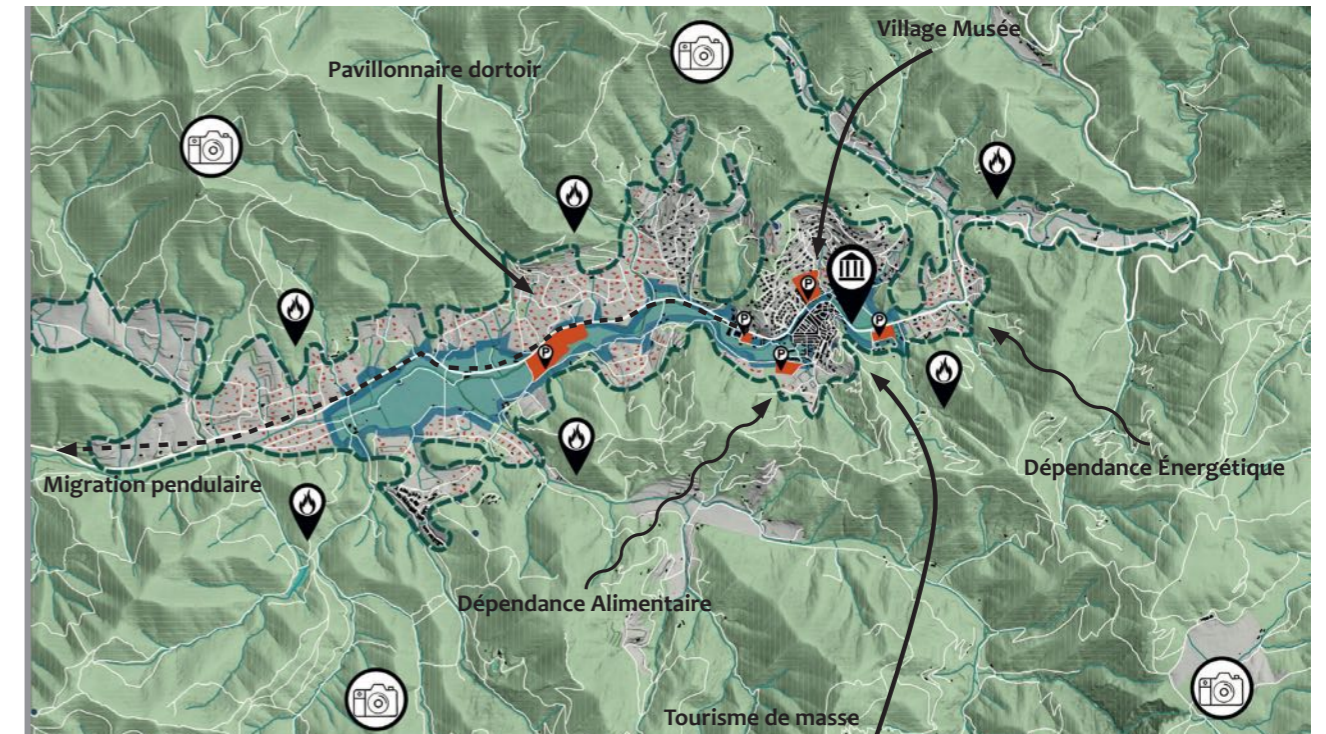 Village Musée
Pavillonnaire dortoir
P
P
P
P
P
Migration pendulaire
Dépendance Énergétique
Dépendance Alimentaire
Tourisme de masse